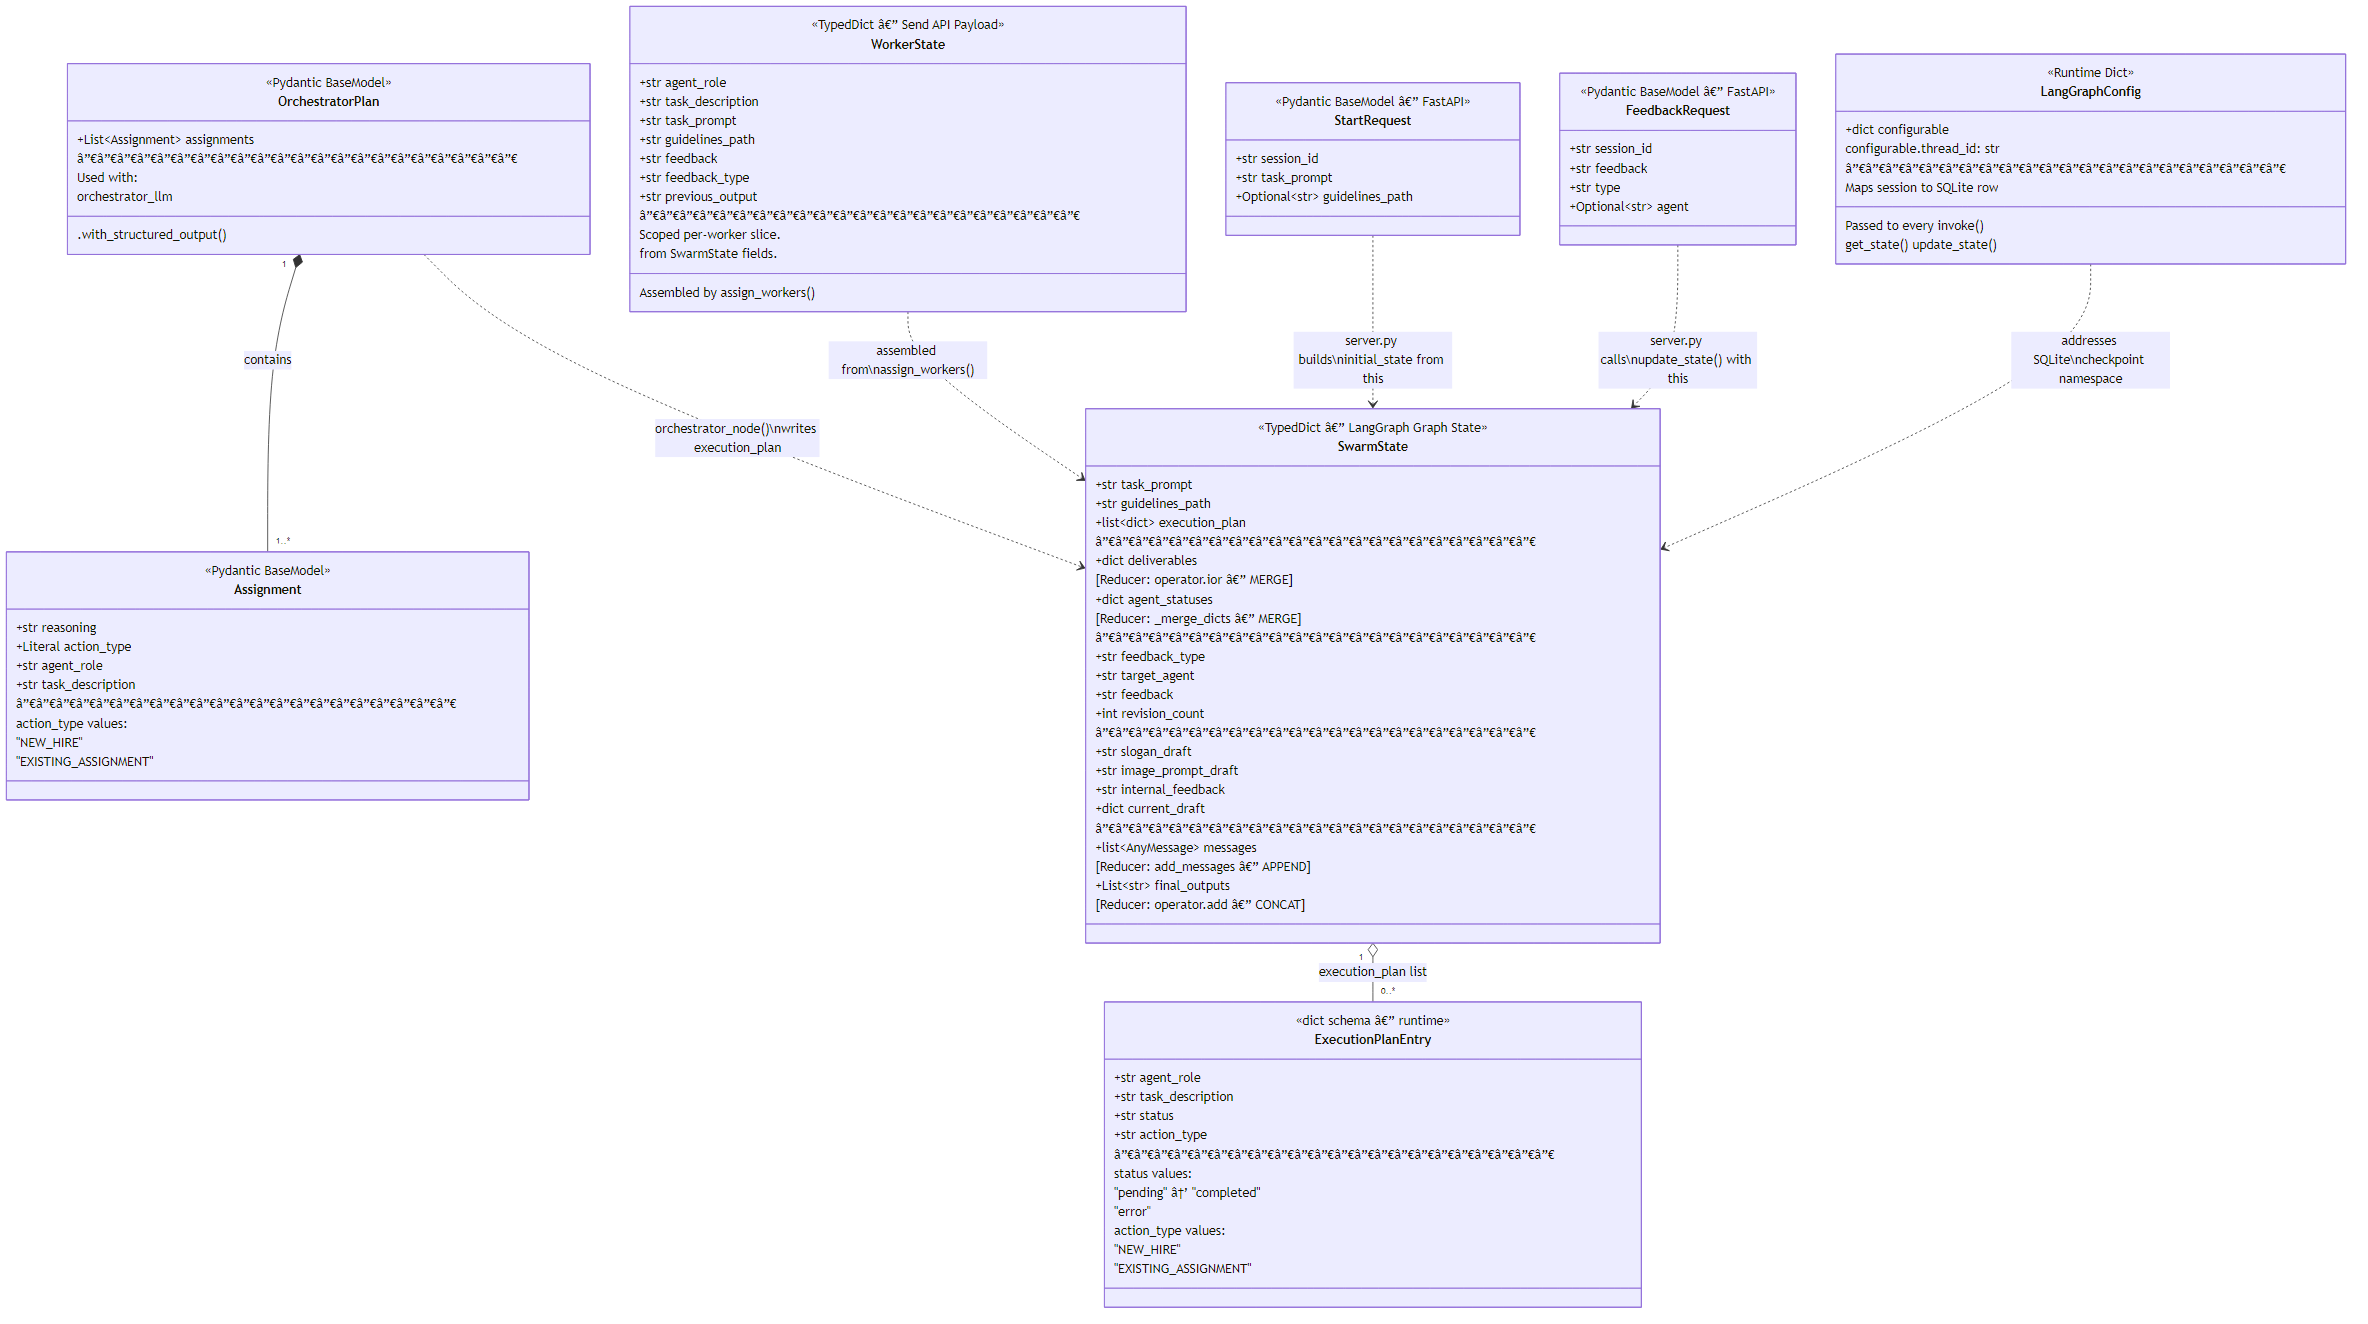 «Pydantic BaseModel»
OrchestratorPlan
+List<Assignment> assignments
â”€â”€â”€â”€â”€â”€â”€â”€â”€â”€â”€â”€â”€â”€â”€â”€â”€â”€â”€â”€â”€â”€
Used with:
orchestrator_llm
.with_structured_output()
«TypedDict â€” Send API Payload»
WorkerState
+str agent_role
+str task_description
+str task_prompt
+str guidelines_path
+str feedback
+str feedback_type
+str previous_output
â”€â”€â”€â”€â”€â”€â”€â”€â”€â”€â”€â”€â”€â”€â”€â”€â”€â”€â”€â”€â”€â”€
Scoped per-worker slice.
from SwarmState fields.
Assembled by assign_workers()
«Pydantic BaseModel â€” FastAPI»
StartRequest
+str session_id
+str task_prompt
+Optional<str> guidelines_path
«Pydantic BaseModel â€” FastAPI»
FeedbackRequest
+str session_id
+str feedback
+str type
+Optional<str> agent
«Runtime Dict»
LangGraphConfig
+dict configurable
configurable.thread_id: str
â”€â”€â”€â”€â”€â”€â”€â”€â”€â”€â”€â”€â”€â”€â”€â”€â”€â”€â”€â”€â”€â”€
Maps session to SQLite row
Passed to every invoke()
get_state() update_state()
1
contains
1..*
assembled
from\nassign_workers()
server.py
builds\ninitial_state from
this
server.py
calls\nupdate_state() with
this
addresses
SQLite\ncheckpoint
namespace
orchestrator_node()\nwrites
execution_plan
«Pydantic BaseModel»
Assignment
+str reasoning
+Literal action_type
+str agent_role
+str task_description
â”€â”€â”€â”€â”€â”€â”€â”€â”€â”€â”€â”€â”€â”€â”€â”€â”€â”€â”€â”€â”€â”€
action_type values:
"NEW_HIRE"
"EXISTING_ASSIGNMENT"
«TypedDict â€” LangGraph Graph State»
SwarmState
+str task_prompt
+str guidelines_path
+list<dict> execution_plan
â”€â”€â”€â”€â”€â”€â”€â”€â”€â”€â”€â”€â”€â”€â”€â”€â”€â”€â”€â”€â”€â”€
+dict deliverables
[Reducer: operator.ior â€” MERGE]
+dict agent_statuses
[Reducer: _merge_dicts â€” MERGE]
â”€â”€â”€â”€â”€â”€â”€â”€â”€â”€â”€â”€â”€â”€â”€â”€â”€â”€â”€â”€â”€â”€
+str feedback_type
+str target_agent
+str feedback
+int revision_count
â”€â”€â”€â”€â”€â”€â”€â”€â”€â”€â”€â”€â”€â”€â”€â”€â”€â”€â”€â”€â”€â”€
+str slogan_draft
+str image_prompt_draft
+str internal_feedback
+dict current_draft
â”€â”€â”€â”€â”€â”€â”€â”€â”€â”€â”€â”€â”€â”€â”€â”€â”€â”€â”€â”€â”€â”€
+list<AnyMessage> messages
[Reducer: add_messages â€” APPEND]
+List<str> final_outputs
[Reducer: operator.add â€” CONCAT]
1
execution_plan list
0..*
«dict schema â€” runtime»
ExecutionPlanEntry
+str agent_role
+str task_description
+str status
+str action_type
â”€â”€â”€â”€â”€â”€â”€â”€â”€â”€â”€â”€â”€â”€â”€â”€â”€â”€â”€â”€â”€â”€
status values:
"pending" â†’ "completed"
"error"
action_type values:
"NEW_HIRE"
"EXISTING_ASSIGNMENT"